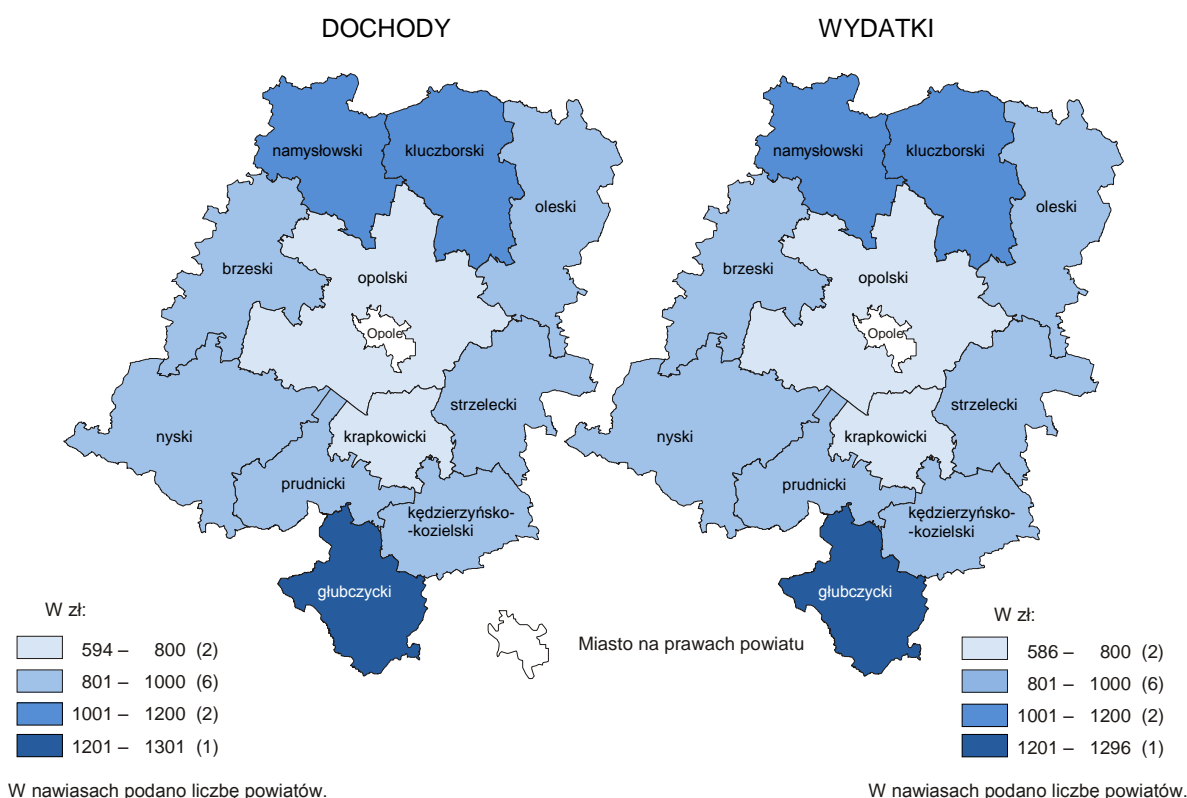 DOCHODY
WYDATKI
namysłowski
kluczborski
oleski
brzeski
opolski
Opole
strzelecki
nyski
krapkowicki
prudnicki
kędzierzyńsko-
-kozielski
głubczycki
namysłowski
kluczborski
oleski
brzeski
opolski
Opole
strzelecki
nyski
krapkowicki
prudnicki
kędzierzyńsko-
-kozielski
głubczycki
W zł:
594 – 800 (2)
801 – 1000 (6)
1001 – 1200 (2)
1201 – 1301 (1)
Miasto na prawach powiatu
W zł:
586 – 800 (2)
801 – 1000 (6)
1001 – 1200 (2)
1201 – 1296 (1)
W nawiasach podano liczbę powiatów.
W nawiasach podano liczbę powiatów.